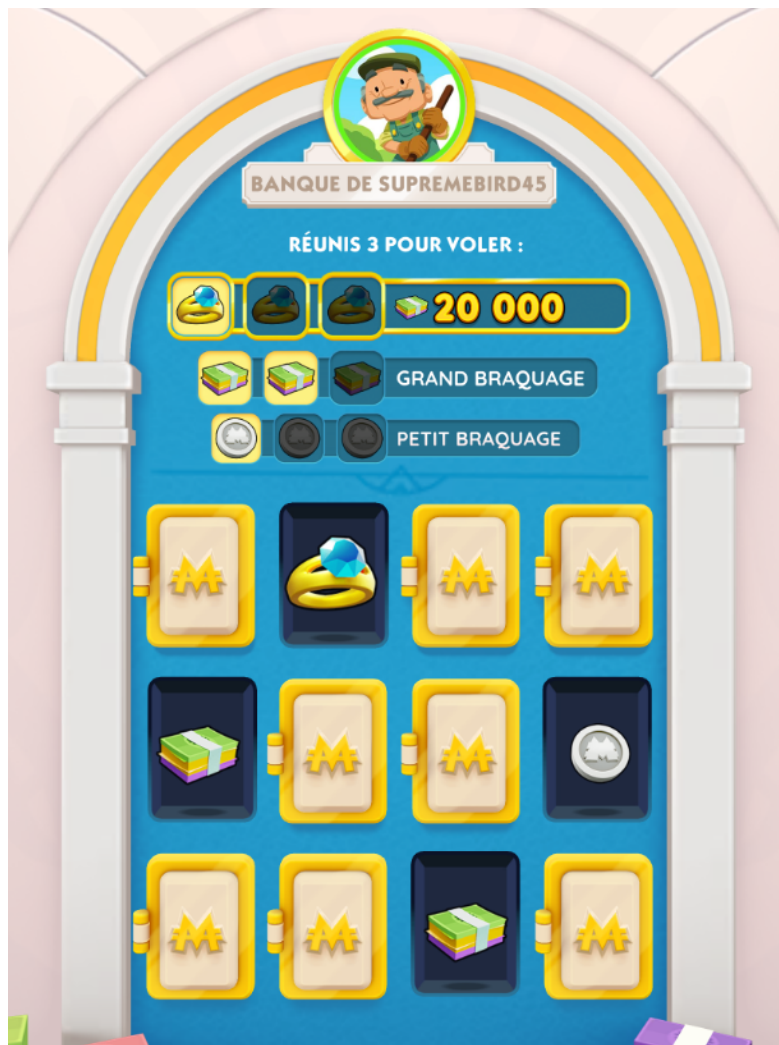 BANQUE DE SUPREMEBIRD45
RÉUNIS 3 POUR VOLER :
20 000
GRAND BRAQUAGE
PETIT BRAQUAGE